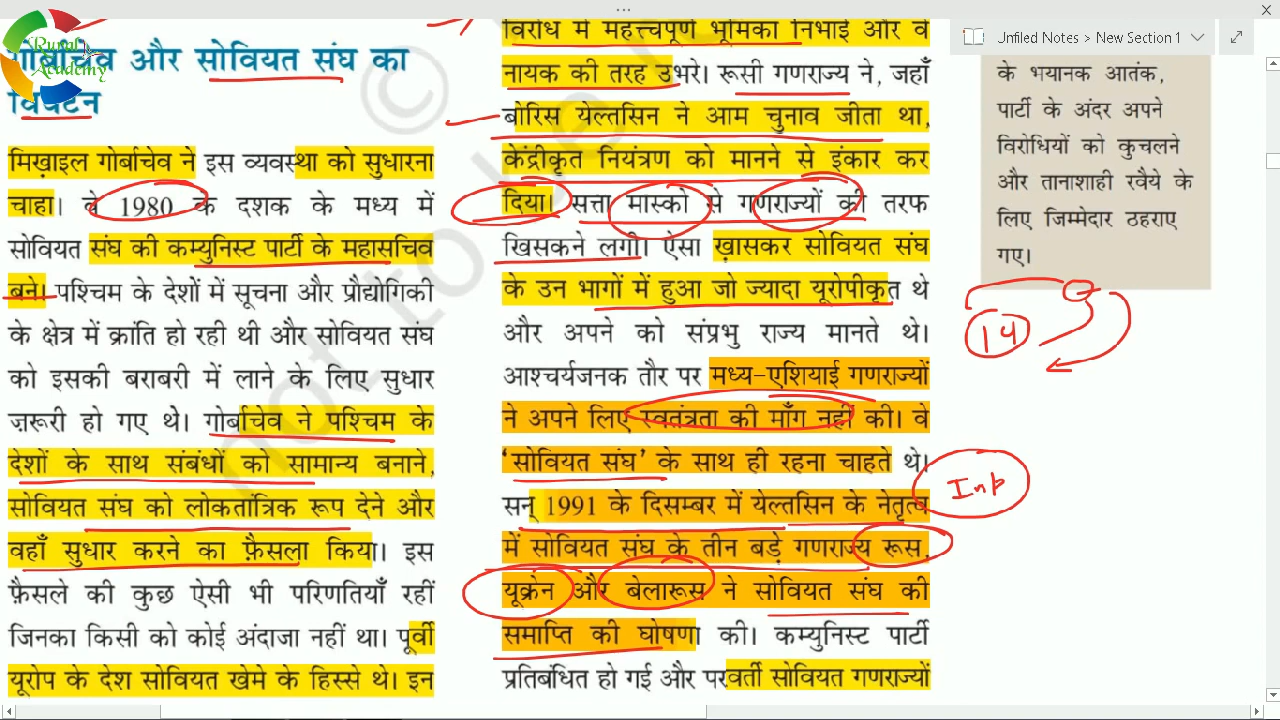 Rural
Academy
गोर्बाचेव और सोवियत संघ का
विघटन
मिख़ाइल गोर्बाचेव ने इस व्यवस्था को सुधारना
चाहा। वे 1980 के दशक के मध्य में
सोवियत संघ की कम्युनिस्ट पार्टी के महासचिव
बने। पश्चिम के देशों में सूचना और प्रौद्योगिकी
के क्षेत्र में क्रांति हो रही थी और सोवियत संघ
को इसकी बराबरी में लाने के लिए सुधार
ज़रूरी हो गए थे। गोर्बाचेव ने पश्चिम के
देशों के साथ संबंधों को सामान्य बनाने,
सोवियत संघ को लोकतांत्रिक रूप देने और
वहाँ सुधार करने का फ़ैसला किया। इस
फ़ैसले की कुछ ऐसी भी परिणतियाँ रहीं
जिनका किसी को कोई अंदाजा नहीं था। पूर्वी
यूरोप के देश सोवियत खेमे के हिस्से थे। इन
विरोध में महत्त्वपूर्ण भूमिका निभाई और वे
नायक की तरह उभरे। रूसी गणराज्य ने, जहाँ
बोरिस येल्तसिन ने आम चुनाव जीता था,
केंद्रीकृत नियंत्रण को मानने से इंकार कर
दिया। सत्ता मास्को से गणराज्यों की तरफ
खिसकने लगी। ऐसा ख़ासकर सोवियत संघ
के उन भागों में हुआ जो ज्यादा यूरोपीकृत थे
और अपने को संप्रभु राज्य मानते थे।
आश्चर्यजनक तौर पर मध्य-एशियाई गणराज्यों
ने अपने लिए स्वतंत्रता की माँग नहीं की। वे
'सोवियत संघ' के साथ ही रहना चाहते थे।
सन् 1991 के दिसम्बर में येल्तसिन के नेतृत्व
में सोवियत संघ के तीन बड़े गणराज्य रूस,
यूक्रेन और बेलारूस ने सोवियत संघ की
समाप्ति की घोषणा की। कम्युनिस्ट पार्टी
प्रतिबंधित हो गई और परवर्ती सोवियत गणराज्यों
Unfiled Notes > New Section 1
के भयानक आतंक,
पार्टी के अंदर अपने
विरोधियों को कुचलने
और तानाशाही रवैये के
लिए जिम्मेदार ठहराए
गए।
14
Imp